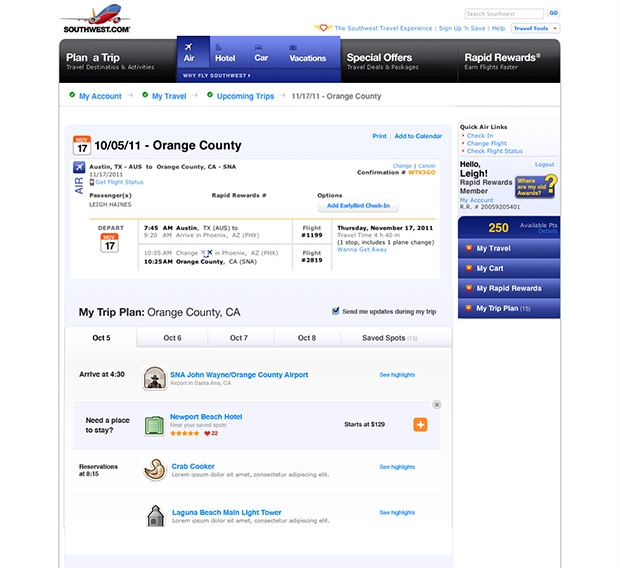 Search Southwest
GO
SOUTHWEST.COM
The Southwest Travel Experience | Sign Up 'n Save | Help
Travel Tools
Plan a Trip
Travel Destinatios & Activities
Air
Hotel
Car
Vacations
WHY FLY SOUTHWEST
Special Offers
Travel Deals & Packages
Rapid Rewards®
Earn Flights Faster
My Account
My Travel
Upcoming Trips
11/17/11 - Orange County
Print | Add to Calendar
NOV 17
10/05/11 - Orange County
AIR
Austin, TX - AUS to Orange County, CA - SNA
11/17/2011
Get Flight Status
Change | Cancel
Confirmation # WTX3GO
Passenger(s)
Rapid Rewards #
Options
LEIGH HAINES
Add EarlyBird Check-In
DEPART
NOV 17
7:45 AM Austin, TX (AUS) to
9:20 AM Arrive in Phoenix, AZ (PHX)
Flight
#1199
10:05 AM Change in Phoenix, AZ (PHX)
10:25 AM Orange County, CA (SNA)
Flight
#2819
Thursday, November 17, 2011
Travel Time 4 h 40 m
(1 stop, includes 1 plane change)
Wanna Get Away
Quick Air Links
Check In
Change Flight
Check Flight Status
Hello,
Leigh!
Logout
Rapid Rewards
Member
My Account
R.R. # 20059205401
Where
are my old
Awards?
250
Available Pts
Details
My Travel
My Cart
My Rapid Rewards
My Trip Plan (15)
My Trip Plan: Orange County, CA
Send me updates during my trip
Oct 5
Oct 6
Oct 7
Oct 8
Saved Spots (15)
Arrive at 4:30
SNA John Wayne/Orange County Airport
Airport in Santa Ana, CA
See highlights
Need a place
to stay?
Newport Beach Hotel
Near your saved spots
22
Starts at $129
Reservations
at 8:15
Crab Cooker
Lorem ipsum dolor sit amet, consectetur adipiscing elit.
See highlights
Laguna Beach Main Light Tower
Lorem ipsum dolor sit amet, consectetur adipiscing elit.
See highlights